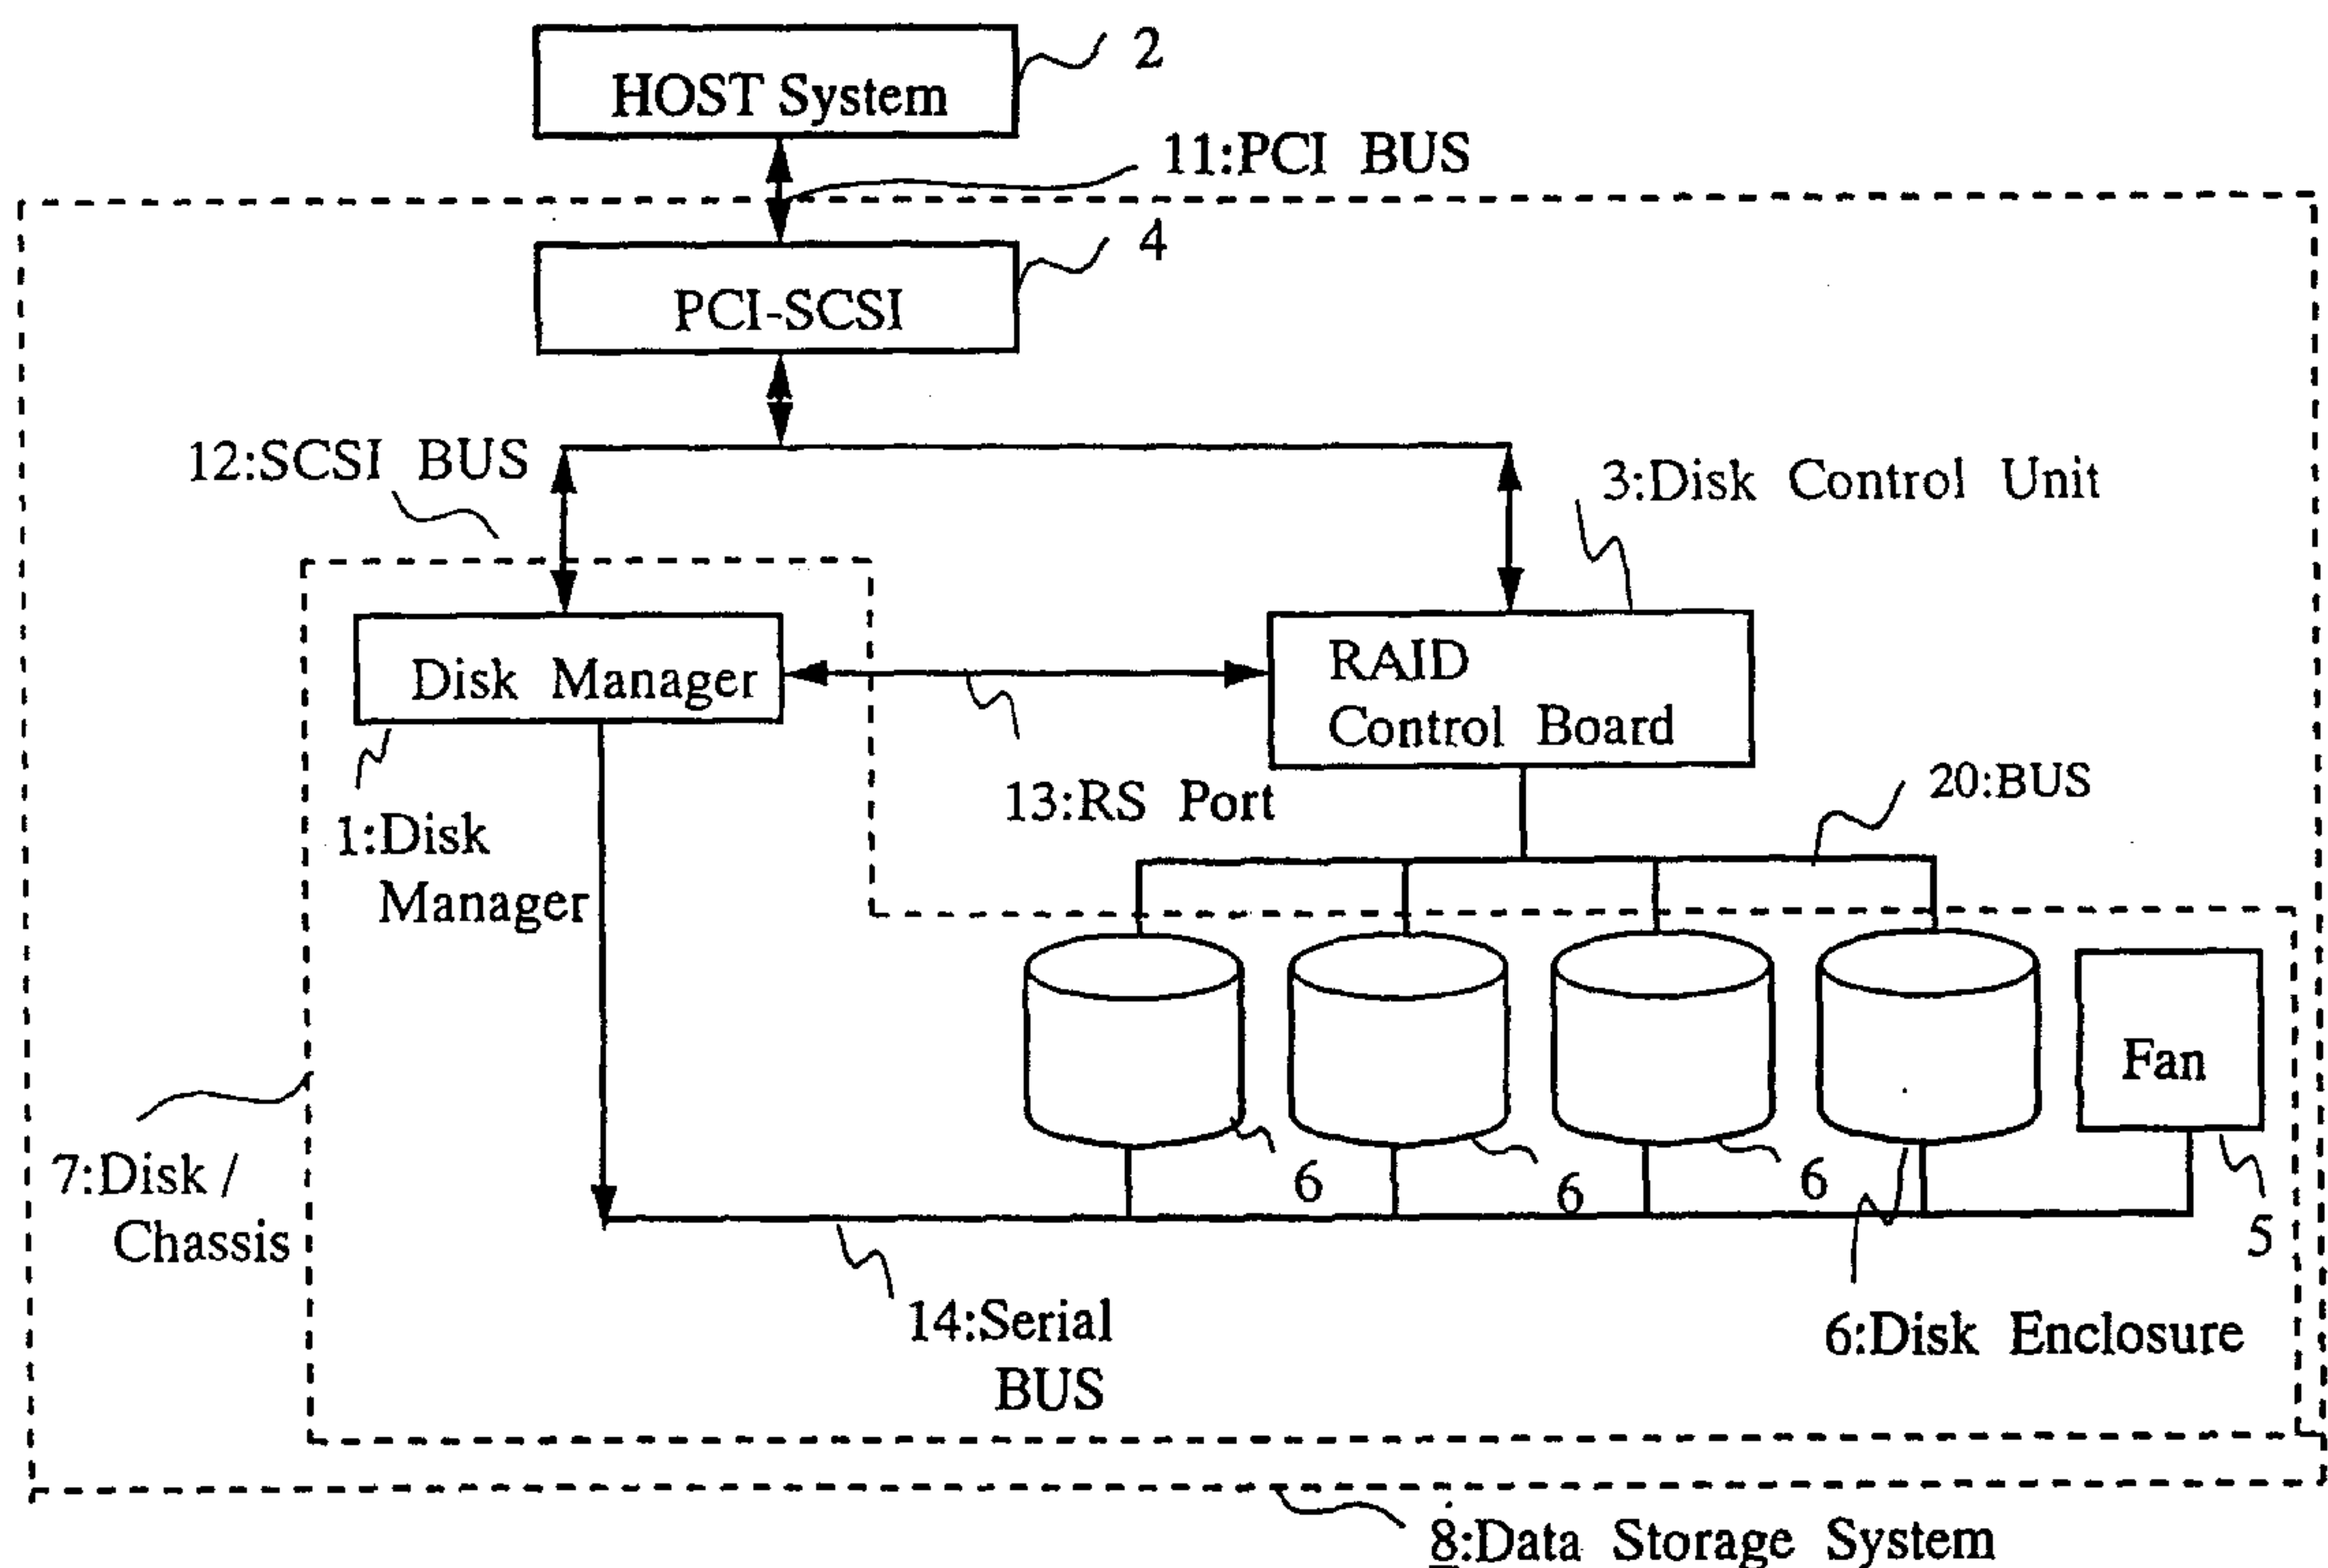 2
HOST System
11:PCI BUS
4
PCI-SCSI
12:SCSI BUS
3:Disk Control Unit
Disk Manager
RAID
Control Board
13:RS Port
20:BUS
1:Disk
Manager
Fan
7:Disk /
Chassis
6
6
6
5
14:Serial
BUS
6:Disk Enclosure
8:Data Storage System